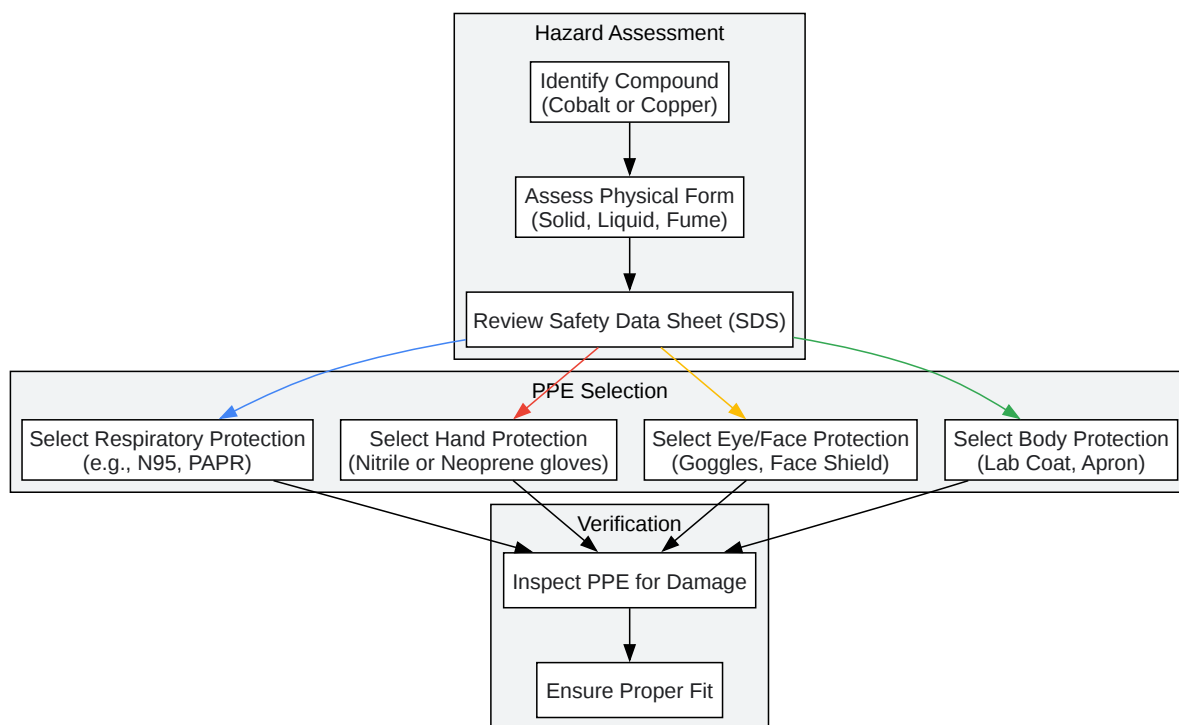 Hazard Assessment
Identify Compound
(Cobalt or Copper)
Assess Physical Form
(Solid, Liquid, Fume)
Review Safety Data Sheet (SDS)
PPE Selection
Select Respiratory Protection
(e.g., N95, PAPR)
Select Hand Protection
(Nitrile or Neoprene gloves)
Select Eye/Face Protection
(Goggles, Face Shield)
Select Body Protection
(Lab Coat, Apron)
Verification
Inspect PPE for Damage
Ensure Proper Fit